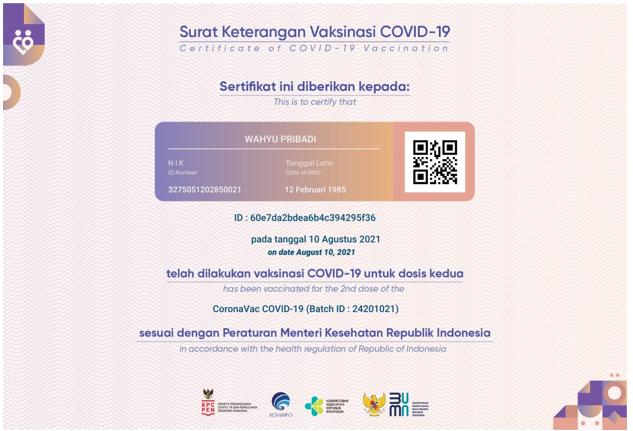 Surat Keterangan Vaksinasi COVID-19
Certificate of COVID-19 Vaccination
Sertifikat ini diberikan kepada:
This is to certify that
WAHYU PRIBADI
NIK
ID Number
3275051202850021
Tanggal Lahir
Date of Birth
12 Februari 1985
ID : 60e7da2bdea6b4c394295f36
pada tanggal 10 Agustus 2021
on date August 10, 2021
telah dilakukan vaksinasi COVID-19 untuk dosis kedua
has been vaccinated for the 2nd dose of the
CoronaVac COVID-19 (Batch ID : 24201021)
sesuai dengan Peraturan Menteri Kesehatan Republik Indonesia
in accordance with the health regulation of Republic of Indonesia
KPC
PEN
KOMINFO
KEMENTERIAN
KESEHATAN
REPUBLIK
INDONESIA
BUMN